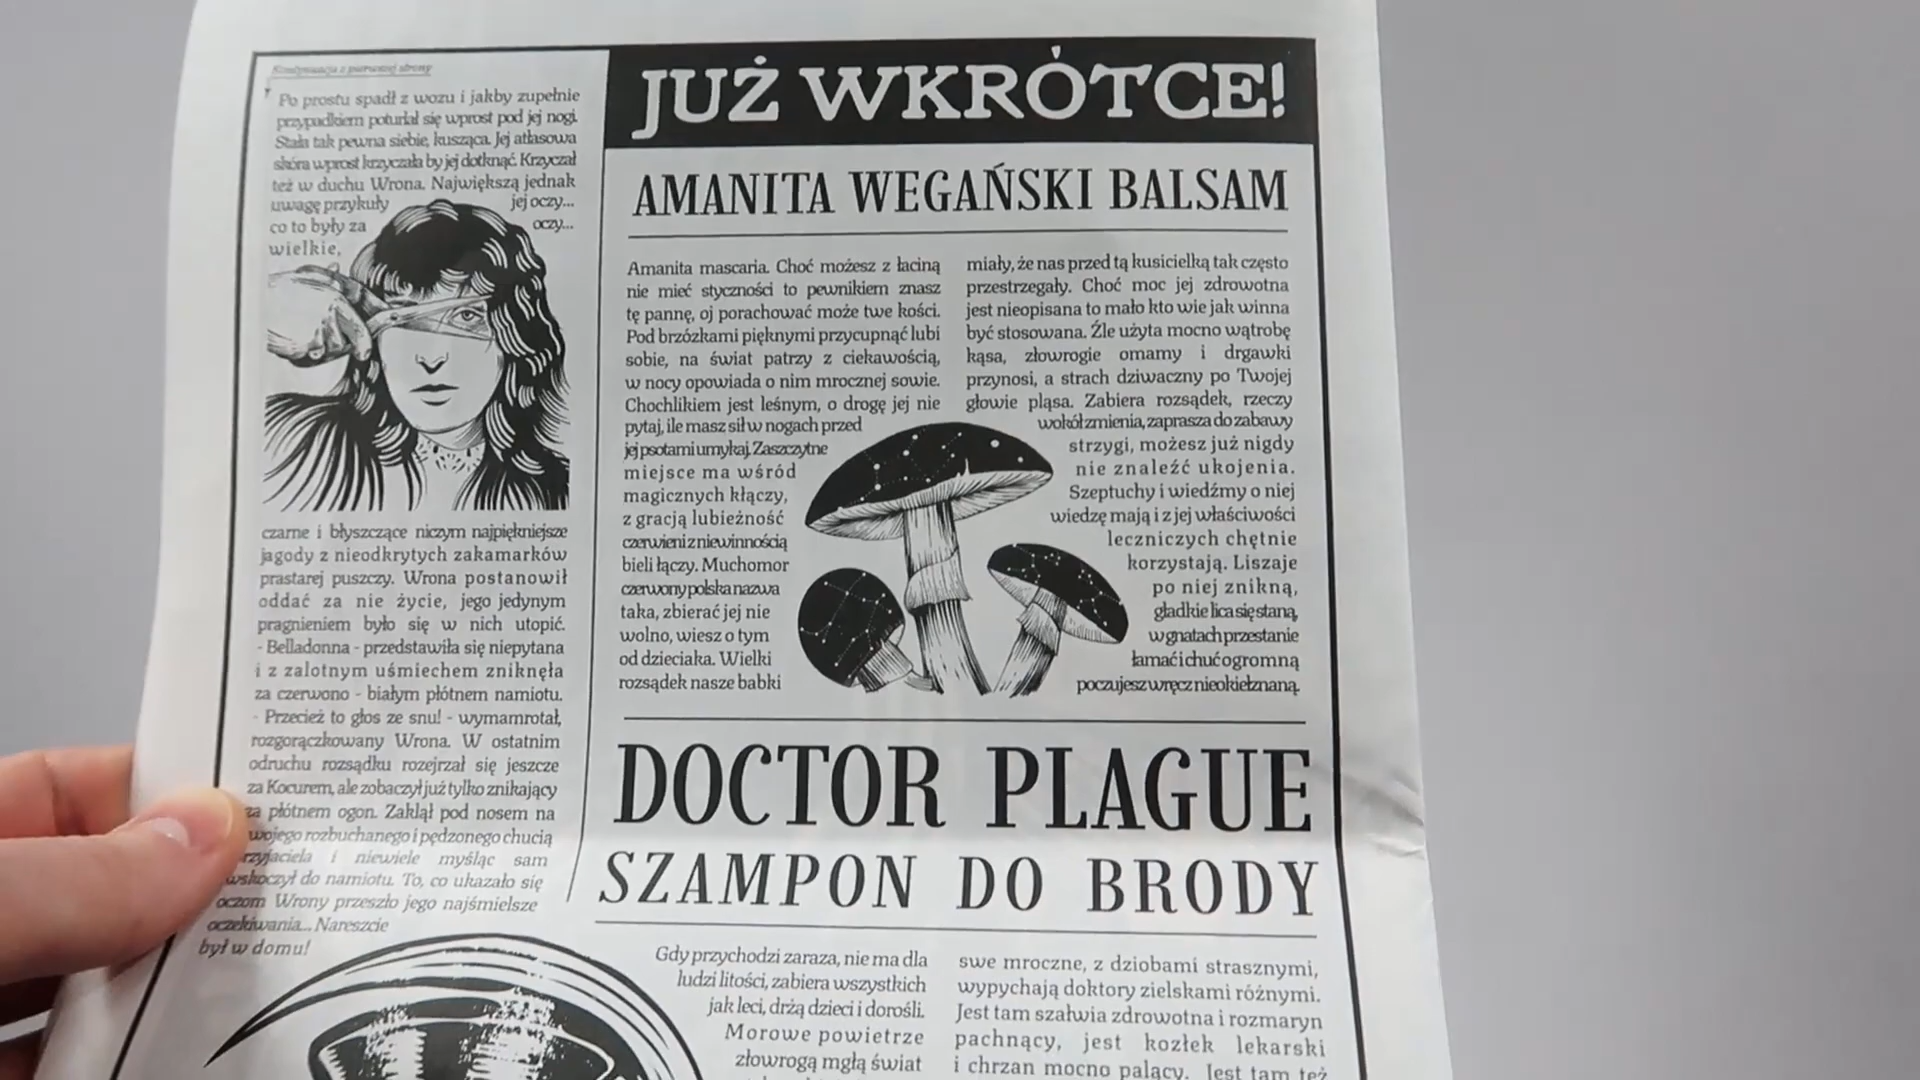 Kontynuacja z pierwszej strony
Po prostu spadł z wozu i jakby zupełnie
przypadkiem poturlał się wprost pod jej nogi.
Stała tak pewna siebie, kusząca. Jej atłasowa
skóra wprost krzyczała by jej dotknąć. Krzyczał
też w duchu Wrona. Największą jednak
uwagę przykuły jej oczy...
co to były za oczy...
wielkie,
czarne i błyszczące niczym najpiękniejsze
jagody z nieodkrytych zakamarków
prastarej puszczy. Wrona postanowił
oddać za nie życie, jego jedynym
pragnieniem było się w nich utopić.
- Belladonna - przedstawiła się niepytana
i z zalotnym uśmiechem zniknęła
za czerwono - białym płótnem namiotu.
- Przecież to głos ze snu! - wymamrotał,
rozgorączkowany Wrona. W ostatnim
odruchu rozsądku rozejrzał się jeszcze
za Kocurem, ale zobaczył już tylko znikający
za płótnem ogon. Zaklął pod nosem na
wojego rozbuchanego i pędzonego chucią
rzyjaciela i niewiele myśląc sam
wskoczył do namiotu. To, co ukazało się
oczom Wrony przeszło jego najśmielsze
oczekiwania... Nareszcie
był w domu!
JUŻ WKRÓTCE!
AMANITA WEGAŃSKI BALSAM
Amanita mascaria. Choć możesz z łaciną
nie mieć styczności to pewnikiem znasz
tę pannę, oj porachować może twe kości.
Pod brzózkami pięknymi przycupnąć lubi
sobie, na świat patrzy z ciekawością,
w nocy opowiada o nim mrocznej sowie.
Chochlikiem jest leśnym, o drogę jej nie
pytaj, ile masz sił w nogach przed
jej psotami umykaj. Zaszczytne
miejsce ma wśród
magicznych kłączy,
z gracją lubieżność
czerwieni z niewinnością
bieli łączy. Muchomor
czerwony polska nazwa
taka, zbierać jej nie
wolno, wiesz o tym
od dzieciaka. Wielki
rozsądek nasze babki
miały, że nas przed tą kusicielką tak często
przestrzegały. Choć moc jej zdrowotna
jest nieopisana to mało kto wie jak winna
być stosowana. Źle użyta mocno wątrobę
kąsa, złowrogie omamy i drgawki
przynosi, a strach dziwaczny po Twojej
głowie pląsa. Zabiera rozsądek, rzeczy
wokół zmienia, zaprasza do zabawy
strzygi, możesz już nigdy
nie znaleźć ukojenia.
Szeptuchy i wiedźmy o niej
wiedzę mają i z jej właściwości
leczniczych chętnie
korzystają. Liszaje
po niej znikną,
gładkie lica się staną,
w gnatach przestanie
łamać i chuć ogromną
poczujesz wręcz nieokiełznaną.
DOCTOR PLAGUE
SZAMPON DO BRODY
Gdy przychodzi zaraza, nie ma dla
ludzi litości, zabiera wszystkich
jak leci, drżą dzieci i dorośli.
Morowe powietrze
złowrogą mgłą świat
swe mroczne, z dziobami strasznymi,
wypychają doktory zielskami różnymi.
Jest tam szałwia zdrowotna i rozmaryn
pachnący, jest kozłek lekarski
i chrzan mocno palący. Jest tam też